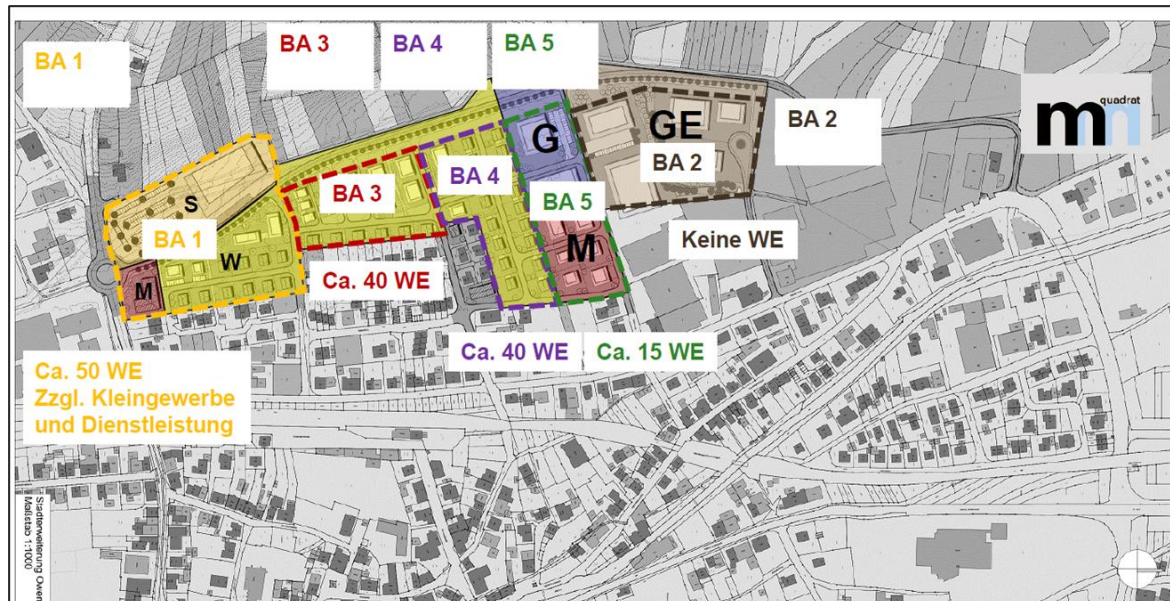 BA 1
BA 3
BA 4
BA 5
BA 2
quadrat
mn
G
GE
BA 2
BA 4
BA 3
BA 5
S
BA 1
W
M
M
Keine WE
Ca. 40 WE
Ca. 40 WE
Ca. 15 WE
Ca. 50 WE
Zzgl. Kleingewerbe
und Dienstleistung
Stadterweiterung Owen
Maßstab 1:1000